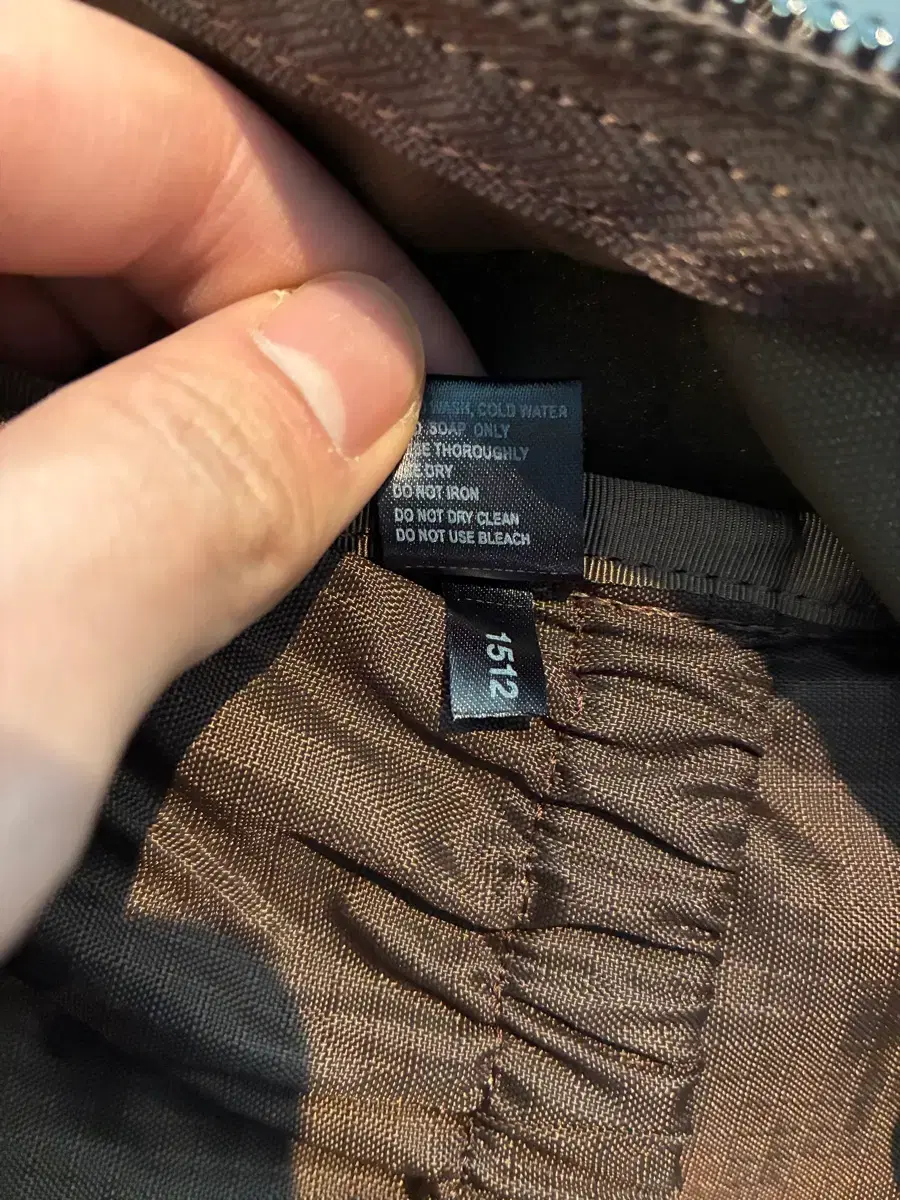 WASH, COLD WATER
SOAP ONLY
THOROUGHLY
DRY
DO NOT IRON
DO NOT DRY CLEAN
DO NOT USE BLEACH
1512